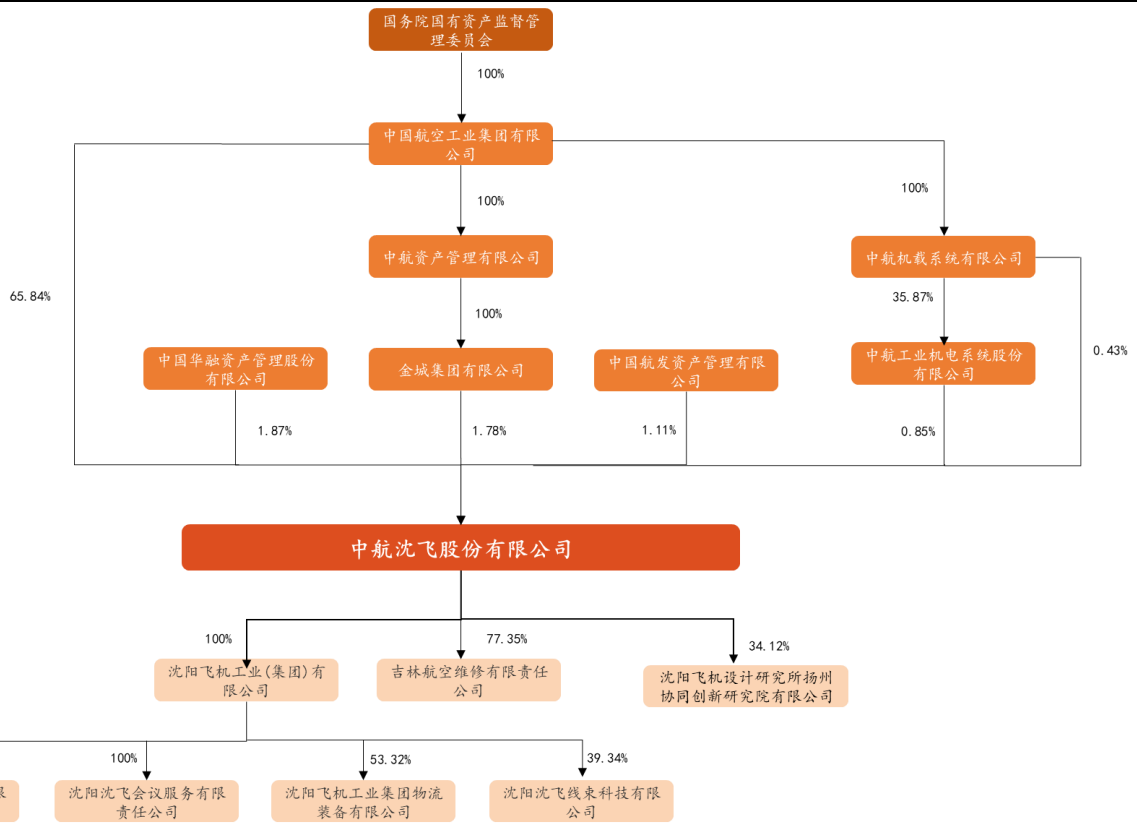 国务院国有资产监督管
理委员会
100%
中国航空工业集团有限
公司
100%
100%
中航资产管理有限公司
中航机载系统有限公司
65.84%
35.87%
100%
0.43%
中国华融资产管理股份
有限公司
金城集团有限公司
中国航发资产管理有限
公司
中航工业机电系统股份
有限公司
1.87%
1.78%
1.11%
0.85%
中航沈飞股份有限公司
100%
77.35%
34.12%
沈阳飞机工业(集团)有
限公司
吉林航空维修有限责任
公司
沈阳飞机设计研究所扬州
协同创新研究院有限公司
100%
53.32%
39.34%
限
沈阳沈飞会议服务有限
责任公司
沈阳飞机工业集团物流
装备有限公司
沈阳沈飞线束科技有限
公司